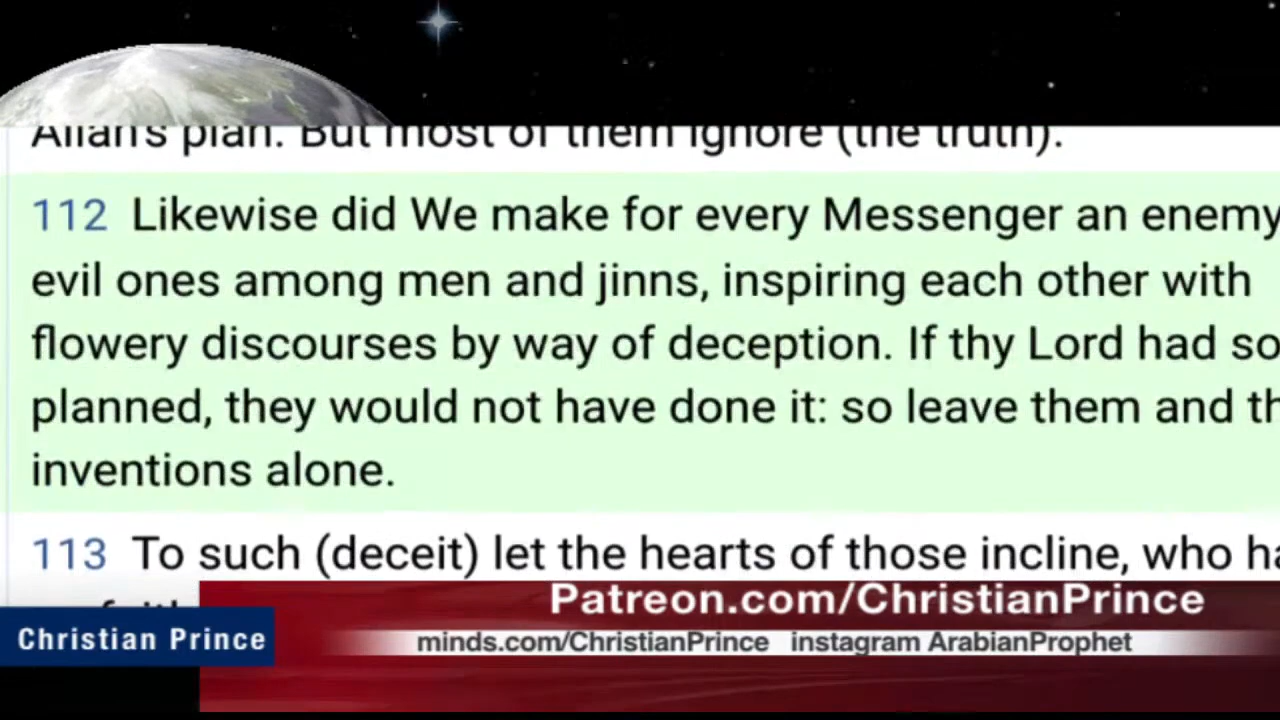 Allah's plan. But most of them ignore (the truth).
112 Likewise did We make for every Messenger an enemy
evil ones among men and jinns, inspiring each other with
flowery discourses by way of deception. If thy Lord had so
planned, they would not have done it: so leave them and th
inventions alone.
113 To such (deceit) let the hearts of those incline, who ha
Patreon.com/ChristianPrince
Christian Prince
minds.com/ChristianPrince instagram ArabianProphet